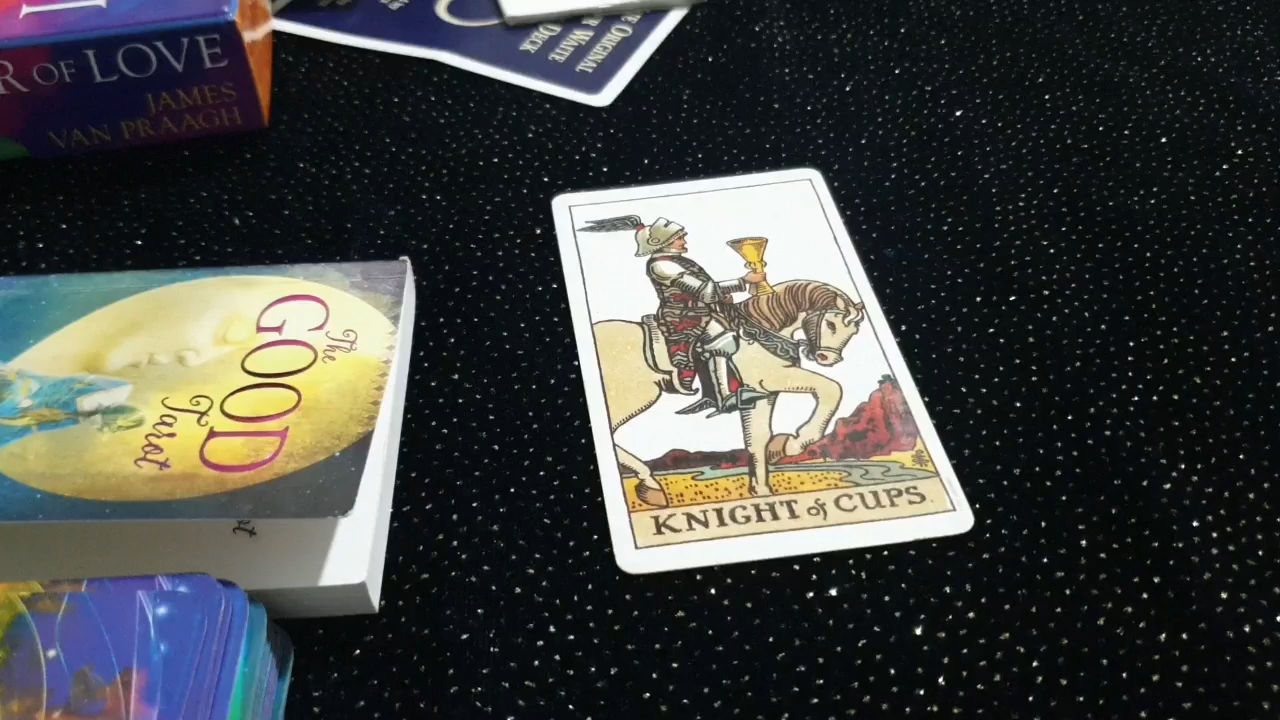 R OF LOVE
JAMES
VAN PRAAGH
ORIGINAL
WAITE
DECK
The
GOOD
Tarot
KNIGHT of CUPS